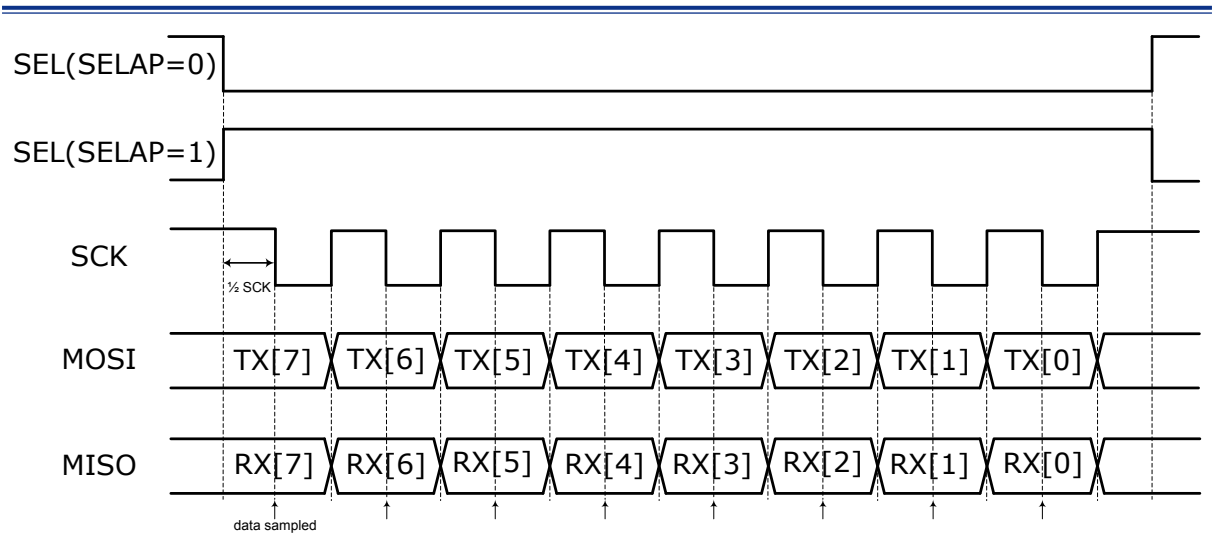 SEL(SELAP=0)
SEL(SELAP=1)
SCK
½ SCK
MOSI TX[7] TX[6] TX[5] TX[4] TX[3] TX[2] TX[1] TX[0]
MISO RX[7] RX[6] RX[5] RX[4] RX[3] RX[2] RX[1] RX[0]
data sampled